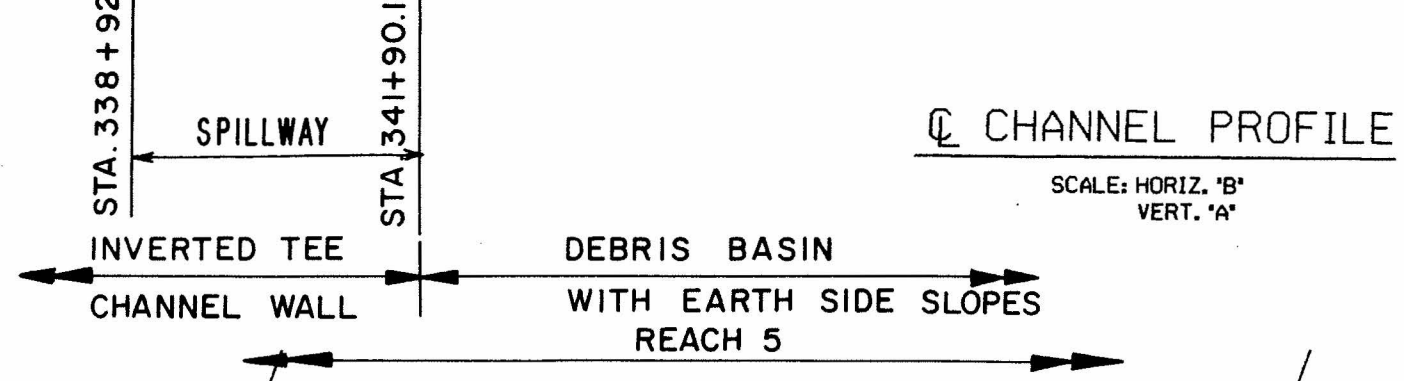 STA. 338+92
STA. 341+90.1
SPILLWAY
℄ CHANNEL PROFILE
SCALE: HORIZ. "B"
VERT. "A"
INVERTED TEE
CHANNEL WALL
DEBRIS BASIN
WITH EARTH SIDE SLOPES
REACH 5